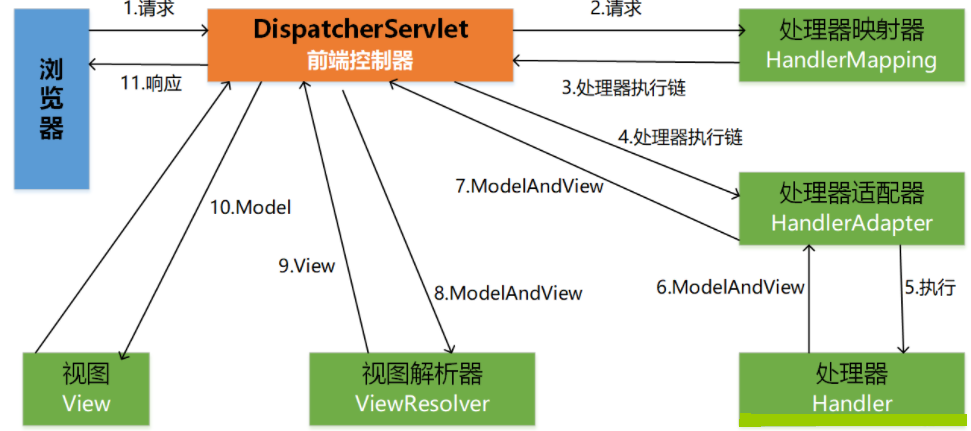 1.请求
2.请求
浏览器
DispatcherServlet
前端控制器
处理器映射器
HandlerMapping
11.响应
3.处理器执行链
4.处理器执行链
7.ModelAndView
处理器适配器
HandlerAdapter
10.Model
9.View
8.ModelAndView
6.ModelAndView
5.执行
视图
View
视图解析器
ViewResolver
处理器
Handler